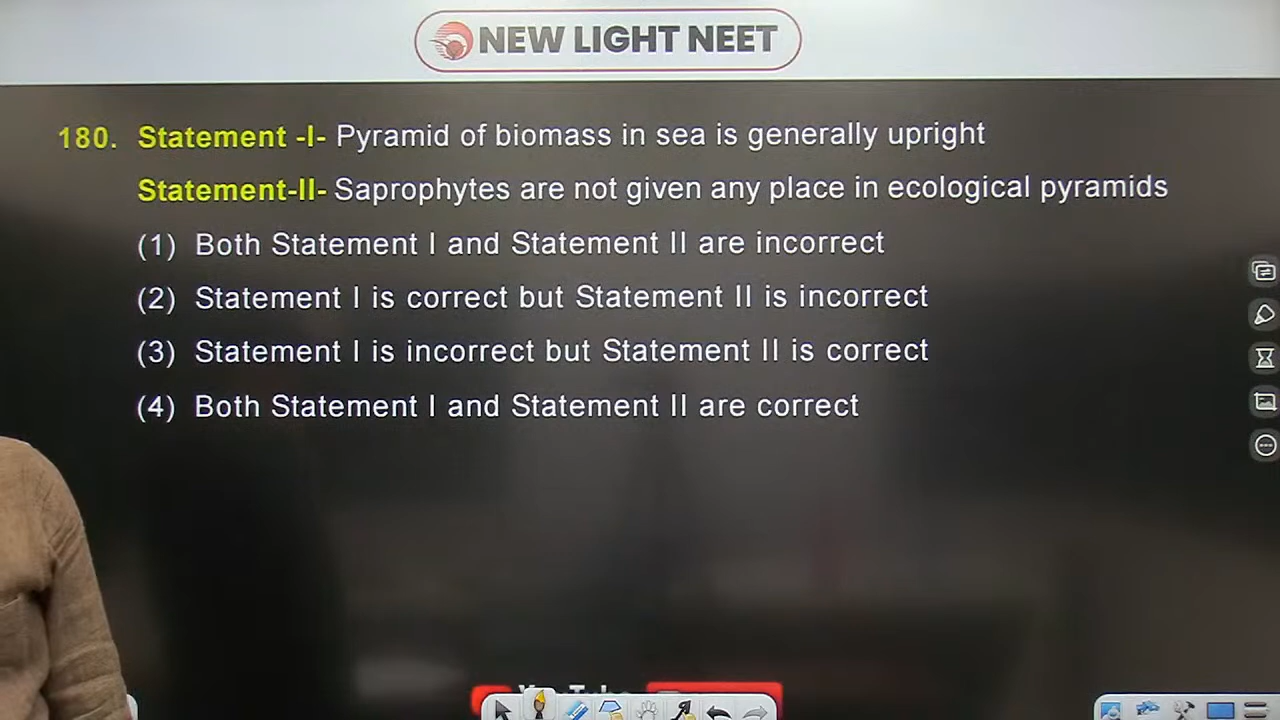 NEW LIGHT NEET
180. Statement -I- Pyramid of biomass in sea is generally upright
Statement-II- Saprophytes are not given any place in ecological pyramids
(1) Both Statement I and Statement II are incorrect
(2) Statement I is correct but Statement II is incorrect
(3) Statement I is incorrect but Statement II is correct
(4) Both Statement I and Statement II are correct
YouTube